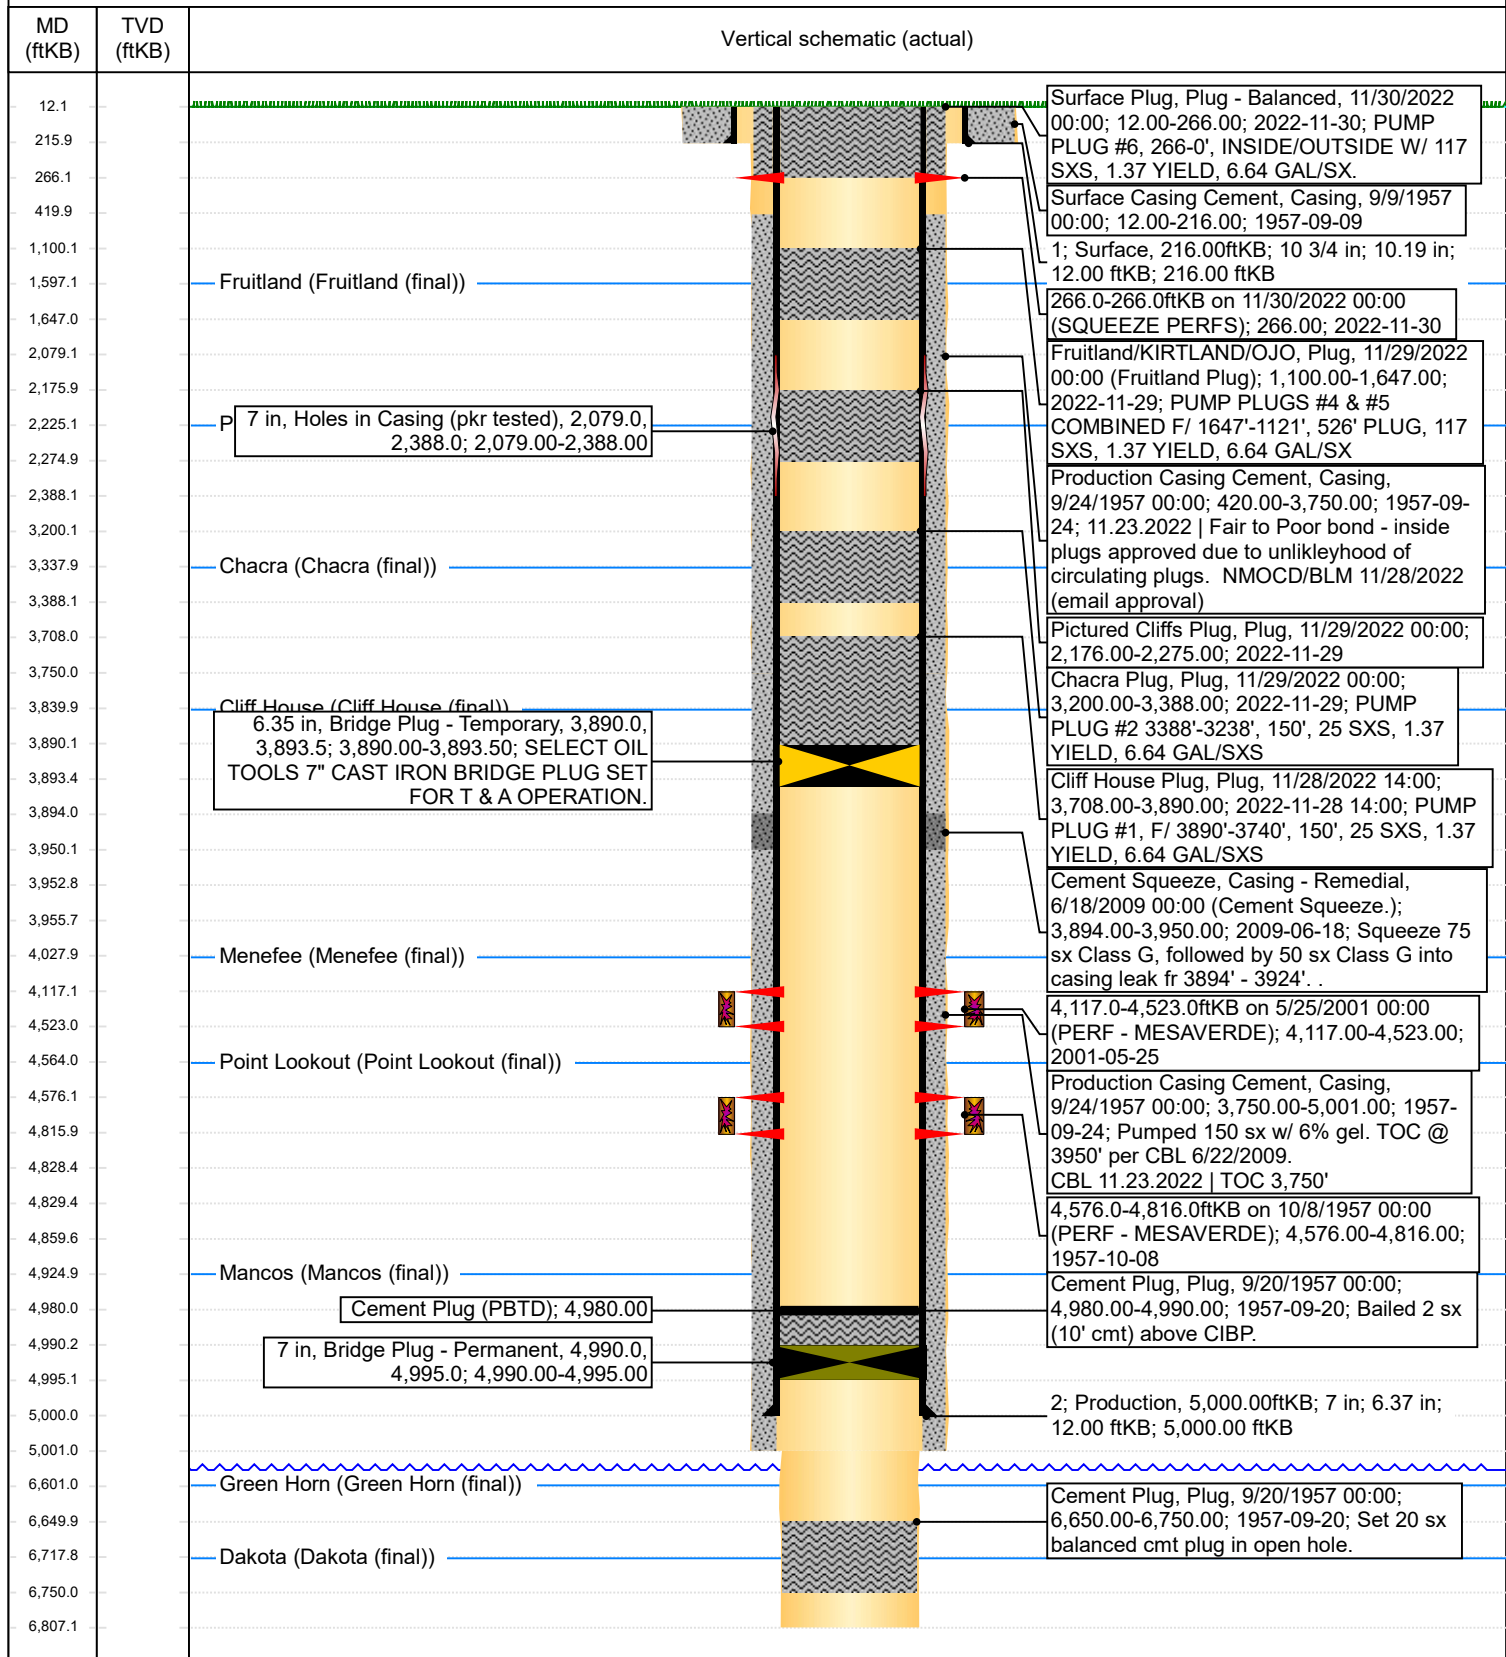 MD
(ftKB)
TVD
(ftKB)
Vertical schematic (actual)
12.1
215.9
266.1
419.9
1,100.1
1,597.1
1,647.0
2,079.1
2,175.9
2,225.1
2,274.9
2,388.1
3,200.1
3,337.9
3,388.1
3,708.0
3,750.0
3,839.9
3,890.1
3,893.4
3,894.0
3,950.1
3,952.8
3,955.7
4,027.9
4,117.1
4,523.0
4,564.0
4,576.1
4,815.9
4,828.4
4,829.4
4,859.6
4,924.9
4,980.0
4,990.2
4,995.1
5,000.0
5,001.0
6,601.0
6,649.9
6,717.8
6,750.0
6,807.1
Fruitland (Fruitland (final))
P
7 in, Holes in Casing (pkr tested), 2,079.0,
2,388.0; 2,079.00-2,388.00
Chacra (Chacra (final))
Cliff House (Cliff House (final))
6.35 in, Bridge Plug - Temporary, 3,890.0,
3,893.5; 3,890.00-3,893.50; SELECT OIL
TOOLS 7" CAST IRON BRIDGE PLUG SET
FOR T & A OPERATION.
Menefee (Menefee (final))
Point Lookout (Point Lookout (final))
Mancos (Mancos (final))
Cement Plug (PBTD); 4,980.00
7 in, Bridge Plug - Permanent, 4,990.0,
4,995.0; 4,990.00-4,995.00
Green Horn (Green Horn (final))
Dakota (Dakota (final))
Surface Plug, Plug - Balanced, 11/30/2022
00:00; 12.00-266.00; 2022-11-30; PUMP
PLUG #6, 266-0', INSIDE/OUTSIDE W/ 117
SXS, 1.37 YIELD, 6.64 GAL/SX.
Surface Casing Cement, Casing, 9/9/1957
00:00; 12.00-216.00; 1957-09-09
1; Surface, 216.00ftKB; 10 3/4 in; 10.19 in;
12.00 ftKB; 216.00 ftKB
266.0-266.0ftKB on 11/30/2022 00:00
(SQUEEZE PERFS); 266.00; 2022-11-30
Fruitland/KIRTLAND/OJO, Plug, 11/29/2022
00:00 (Fruitland Plug); 1,100.00-1,647.00;
2022-11-29; PUMP PLUGS #4 & #5
COMBINED F/ 1647'-1121', 526' PLUG, 117
SXS, 1.37 YIELD, 6.64 GAL/SX
Production Casing Cement, Casing,
9/24/1957 00:00; 420.00-3,750.00; 1957-09-
24; 11.23.2022 | Fair to Poor bond - inside
plugs approved due to unlikleyhood of
circulating plugs.  NMOCD/BLM 11/28/2022
(email approval)
Pictured Cliffs Plug, Plug, 11/29/2022 00:00;
2,176.00-2,275.00; 2022-11-29
Chacra Plug, Plug, 11/29/2022 00:00;
3,200.00-3,388.00; 2022-11-29; PUMP
PLUG #2 3388'-3238', 150', 25 SXS, 1.37
YIELD, 6.64 GAL/SXS
Cliff House Plug, Plug, 11/28/2022 14:00;
3,708.00-3,890.00; 2022-11-28 14:00; PUMP
PLUG #1, F/ 3890'-3740', 150', 25 SXS, 1.37
YIELD, 6.64 GAL/SXS
Cement Squeeze, Casing - Remedial,
6/18/2009 00:00 (Cement Squeeze.);
3,894.00-3,950.00; 2009-06-18; Squeeze 75
sx Class G, followed by 50 sx Class G into
casing leak fr 3894' - 3924'. .
4,117.0-4,523.0ftKB on 5/25/2001 00:00
(PERF - MESAVERDE); 4,117.00-4,523.00;
2001-05-25
Production Casing Cement, Casing,
9/24/1957 00:00; 3,750.00-5,001.00; 1957-
09-24; Pumped 150 sx w/ 6% gel. TOC @
3950' per CBL 6/22/2009.
CBL 11.23.2022 | TOC 3,750'
4,576.0-4,816.0ftKB on 10/8/1957 00:00
(PERF - MESAVERDE); 4,576.00-4,816.00;
1957-10-08
Cement Plug, Plug, 9/20/1957 00:00;
4,980.00-4,990.00; 1957-09-20; Bailed 2 sx
(10' cmt) above CIBP.
2; Production, 5,000.00ftKB; 7 in; 6.37 in;
12.00 ftKB; 5,000.00 ftKB
Cement Plug, Plug, 9/20/1957 00:00;
6,650.00-6,750.00; 1957-09-20; Set 20 sx
balanced cmt plug in open hole.